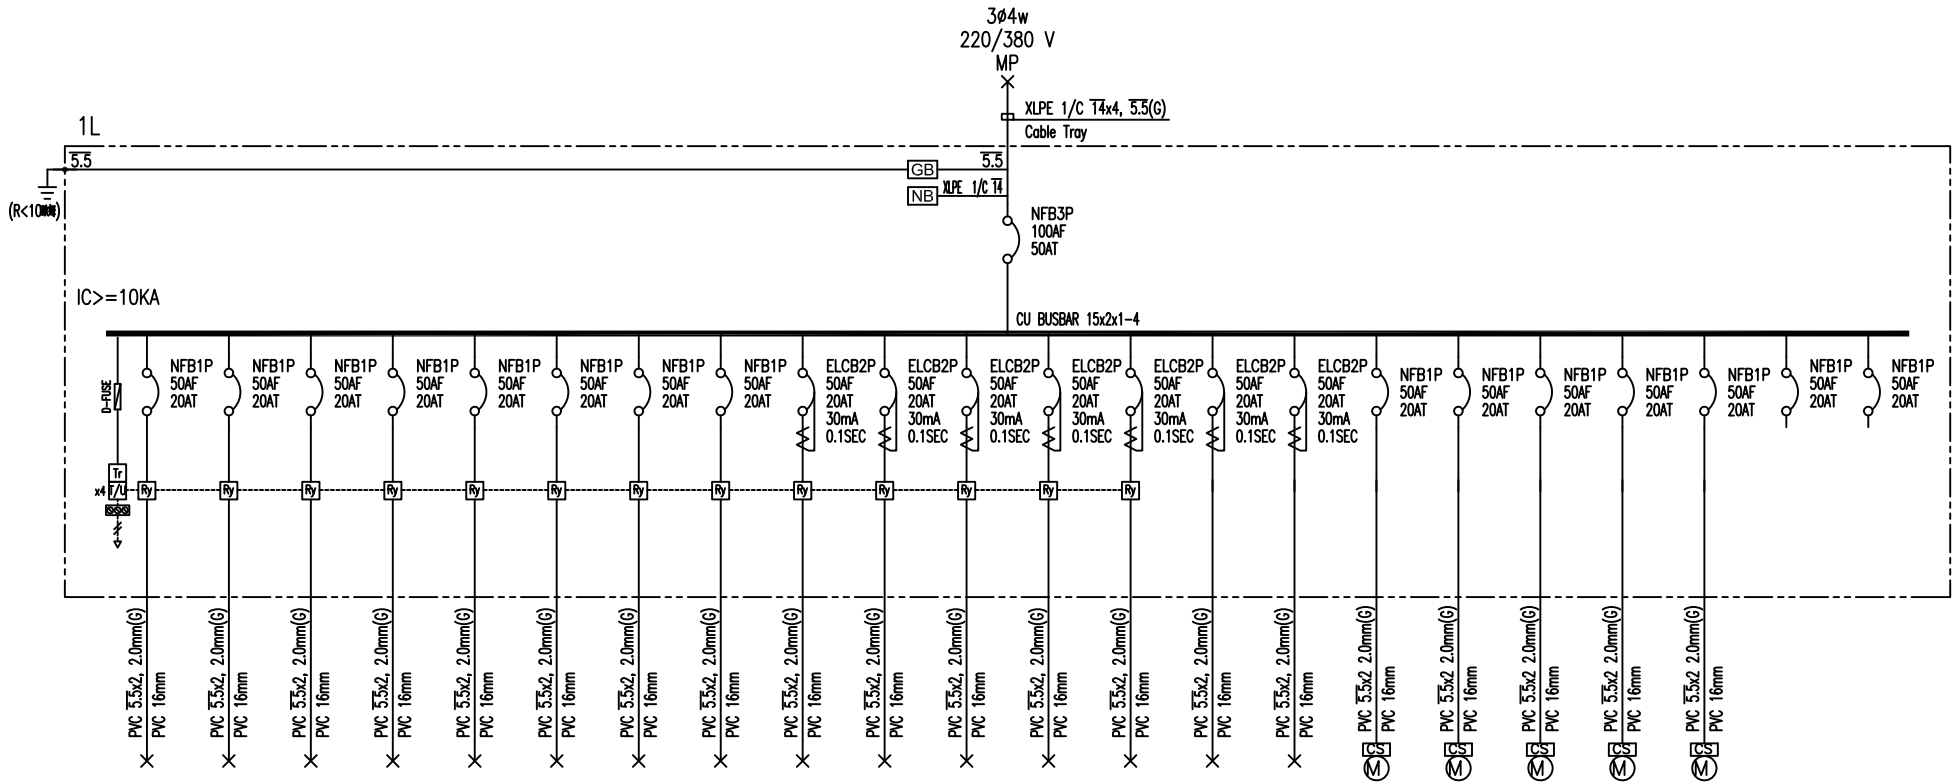 3ø4w
220/380 V
MP
XLPE 1/C 14x4, 5.5(G)
Cable Tray
1L
5.5
GB
5.5
NB
XLPE 1/C 14
(R<10
NFB3P
100AF
50AT
IC>=10KA
CU BUSBAR 15x2x1-4
D-FUSE
NFB1P
50AF
20AT
NFB1P
50AF
20AT
NFB1P
50AF
20AT
NFB1P
50AF
20AT
NFB1P
50AF
20AT
NFB1P
50AF
20AT
NFB1P
50AF
20AT
NFB1P
50AF
20AT
ELCB2P
50AF
20AT
30mA
0.1SEC
ELCB2P
50AF
20AT
30mA
0.1SEC
ELCB2P
50AF
20AT
30mA
0.1SEC
ELCB2P
50AF
20AT
30mA
0.1SEC
ELCB2P
50AF
20AT
30mA
0.1SEC
ELCB2P
50AF
20AT
30mA
0.1SEC
ELCB2P
50AF
20AT
30mA
0.1SEC
NFB1P
50AF
20AT
NFB1P
50AF
20AT
NFB1P
50AF
20AT
NFB1P
50AF
20AT
NFB1P
50AF
20AT
NFB1P
50AF
20AT
NFB1P
50AF
20AT
Tr
x4 T/U
Ry
Ry
Ry
Ry
Ry
Ry
Ry
Ry
Ry
Ry
Ry
Ry
Ry
PVC 5.5x2, 2.0mm(G)
PVC 16mm
PVC 5.5x2, 2.0mm(G)
PVC 16mm
PVC 5.5x2, 2.0mm(G)
PVC 16mm
PVC 5.5x2, 2.0mm(G)
PVC 16mm
PVC 5.5x2, 2.0mm(G)
PVC 16mm
PVC 5.5x2, 2.0mm(G)
PVC 16mm
PVC 5.5x2, 2.0mm(G)
PVC 16mm
PVC 5.5x2, 2.0mm(G)
PVC 16mm
PVC 5.5x2, 2.0mm(G)
PVC 16mm
PVC 5.5x2, 2.0mm(G)
PVC 16mm
PVC 5.5x2, 2.0mm(G)
PVC 16mm
PVC 5.5x2, 2.0mm(G)
PVC 16mm
PVC 5.5x2, 2.0mm(G)
PVC 16mm
PVC 5.5x2, 2.0mm(G)
PVC 16mm
PVC 5.5x2, 2.0mm(G)
PVC 16mm
PVC 5.5x2 2.0mm(G)
PVC 16mm
PVC 5.5x2 2.0mm(G)
PVC 16mm
PVC 5.5x2 2.0mm(G)
PVC 16mm
PVC 5.5x2 2.0mm(G)
PVC 16mm
PVC 5.5x2 2.0mm(G)
PVC 16mm
CS
M
CS
M
CS
M
CS
M
CS
M